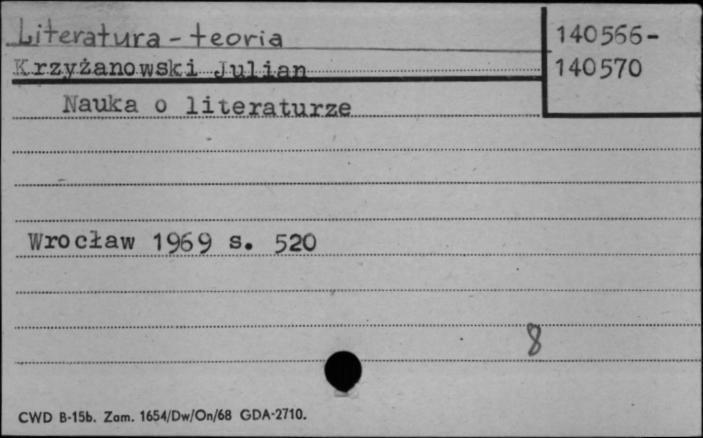 Literatura - teoria
140566-
Krzyżanowski Julian
140570
Nauka o literaturze
Wrocław 1969 s. 520
8
CWD B-15b. Zam. 1654/Dw/On/68 GDA-2710.